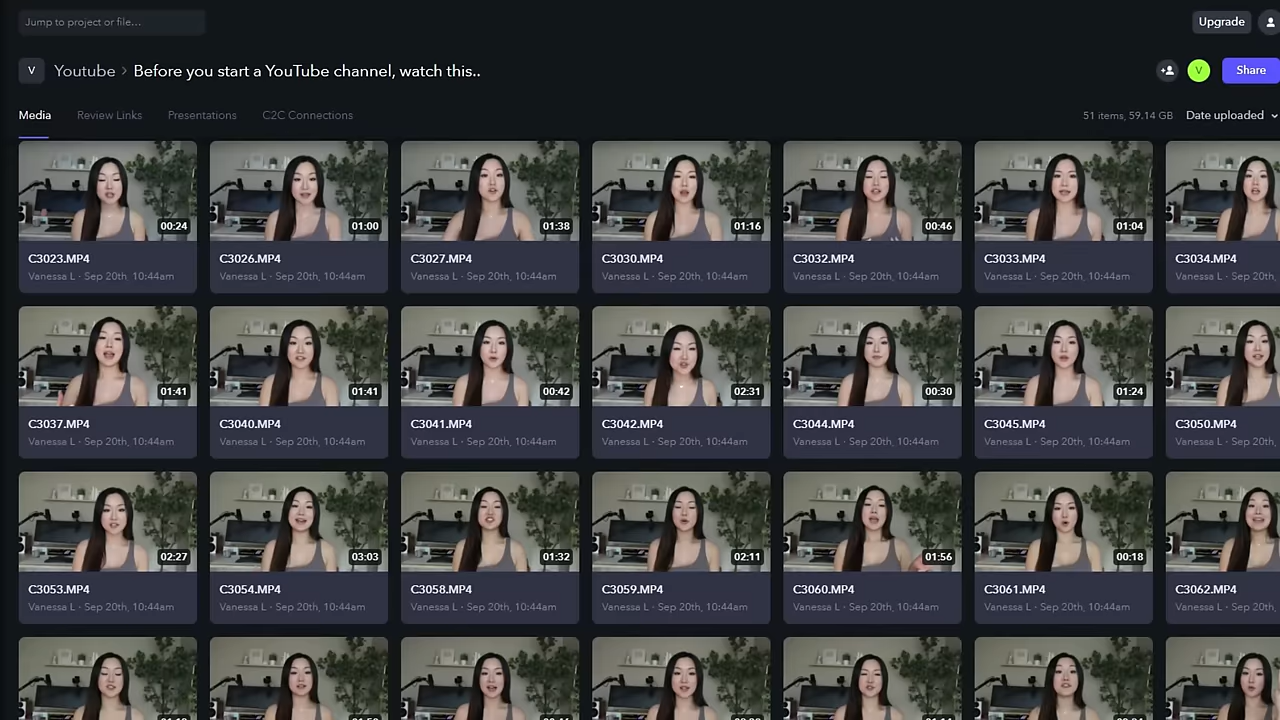 Jump to project or file...
Upgrade
V
Youtube > Before you start a YouTube channel, watch this..
V
Share
Media
Review Links
Presentations
C2C Connections
51 items, 59.14 GB
Date uploaded
00:24
01:00
01:38
01:16
00:46
01:04
C3023.MP4
C3026.MP4
C3027.MP4
C3030.MP4
C3032.MP4
C3033.MP4
C3034.MP4
Vanessa L · Sep 20th, 10:44am
Vanessa L · Sep 20th, 10:44am
Vanessa L · Sep 20th, 10:44am
Vanessa L · Sep 20th, 10:44am
Vanessa L · Sep 20th, 10:44am
Vanessa L · Sep 20th, 10:44am
Vanessa L · Sep 20th,
01:41
01:41
00:42
02:31
00:30
01:24
C3037.MP4
C3040.MP4
C3041.MP4
C3042.MP4
C3044.MP4
C3045.MP4
C3050.MP4
Vanessa L · Sep 20th, 10:44am
Vanessa L · Sep 20th, 10:44am
Vanessa L · Sep 20th, 10:44am
Vanessa L · Sep 20th, 10:44am
Vanessa L · Sep 20th, 10:44am
Vanessa L · Sep 20th, 10:44am
Vanessa L · Sep 20th,
02:27
03:03
01:32
02:11
01:56
00:18
C3053.MP4
C3054.MP4
C3058.MP4
C3059.MP4
C3060.MP4
C3061.MP4
C3062.MP4
Vanessa L · Sep 20th, 10:44am
Vanessa L · Sep 20th, 10:44am
Vanessa L · Sep 20th, 10:44am
Vanessa L · Sep 20th, 10:44am
Vanessa L · Sep 20th, 10:44am
Vanessa L · Sep 20th, 10:44am
Vanessa L · Sep 20th,